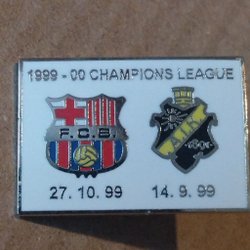 1999 - 00 CHAMPIONS LEAGUE
F.C.B.
AIK
27. 10. 99
14. 9. 99